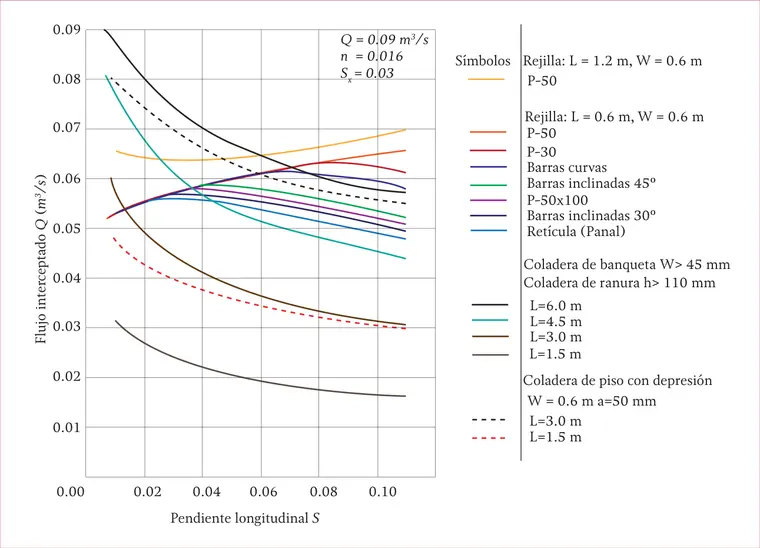 Q = 0.09 m³/s
n = 0.016
Sₓ = 0.03
0.09
0.08
0.07
0.06
0.05
0.04
0.03
0.02
0.01
0.00
0.02
0.04
0.06
0.08
0.10
Flujo interceptado Q (m³/s)
Pendiente longitudinal S
Símbolos
Rejilla: L = 1.2 m, W = 0.6 m
P-50
Rejilla: L = 0.6 m, W = 0.6 m
P-50
P-30
Barras curvas
Barras inclinadas 45º
P-50x100
Barras inclinadas 30º
Retícula (Panal)
Coladera de banqueta W> 45 mm
Coladera de ranura h> 110 mm
L=6.0 m
L=4.5 m
L=3.0 m
L=1.5 m
Coladera de piso con depresión
W = 0.6 m a=50 mm
L=3.0 m
L=1.5 m